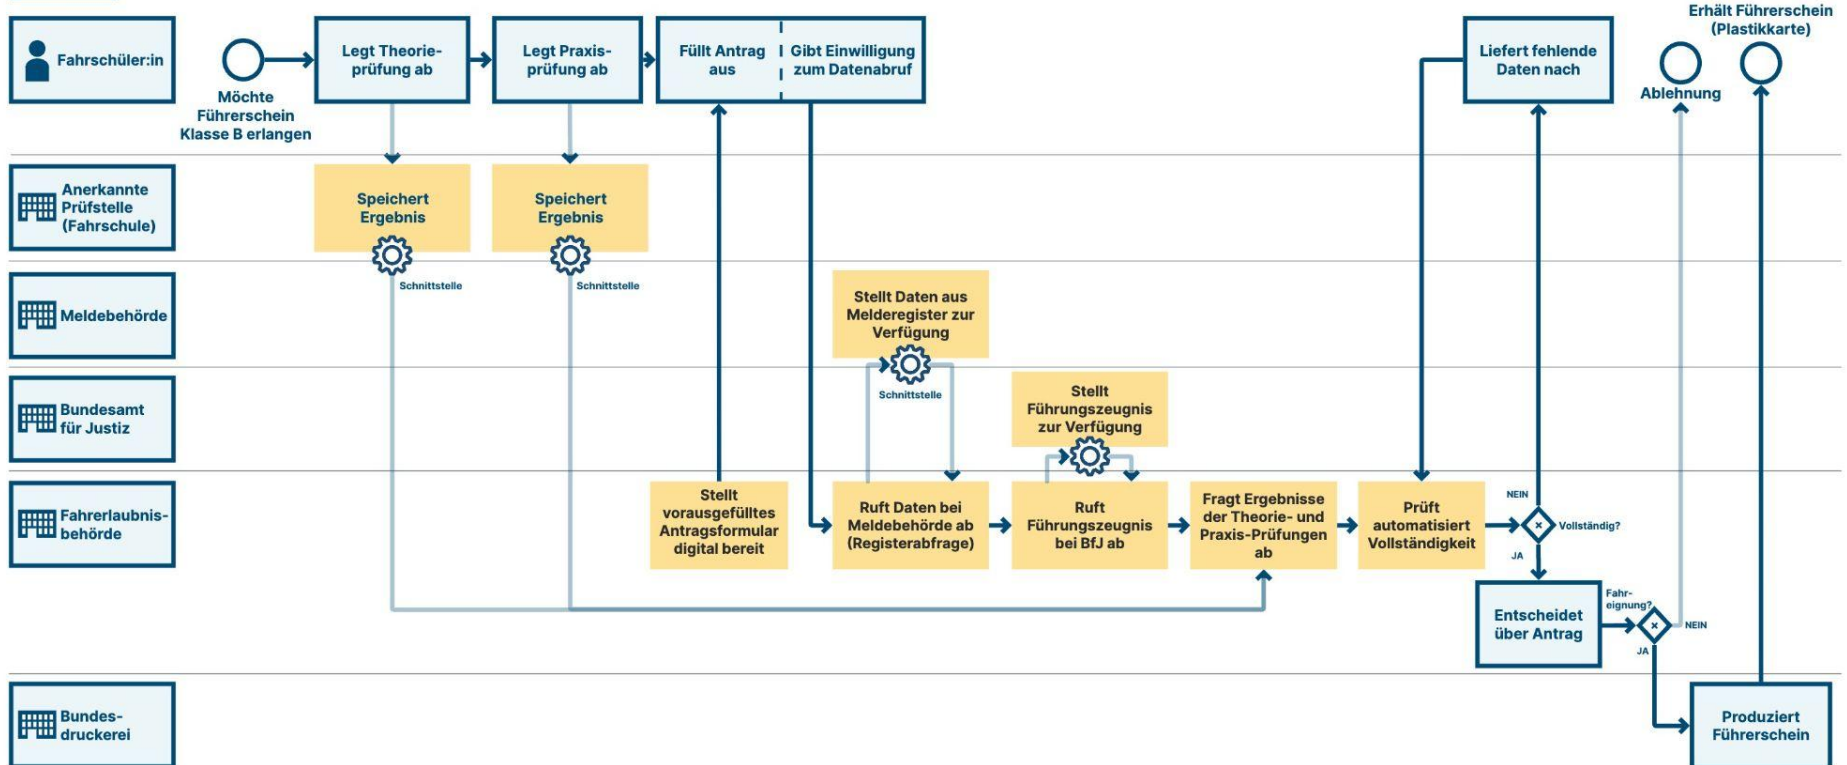 Fahrschüler:in
Möchte
Führerschein
Klasse B erlangen
Legt Theorie-
prüfung ab
Legt Praxis-
prüfung ab
Füllt Antrag
aus
Gibt Einwilligung
zum Datenabruf
Liefert fehlende
Daten nach
Ablehnung
Erhält Führerschein
(Plastikkarte)
Anerkannte
Prüfstelle
(Fahrschule)
Speichert
Ergebnis
Schnittstelle
Speichert
Ergebnis
Schnittstelle
Meldebehörde
Stellt Daten aus
Melderegister zur
Verfügung
Schnittstelle
Bundesamt
für Justiz
Stellt
Führungszeugnis
zur Verfügung
Fahrerlaubnis-
behörde
Stellt
vorausgefülltes
Antragsformular
digital bereit
Ruft Daten bei
Meldebehörde ab
(Registerabfrage)
Ruft
Führungszeugnis
bei BfJ ab
Fragt Ergebnisse
der Theorie- und
Praxis-Prüfungen
ab
Prüft
automatisiert
Vollständigkeit
NEIN
Vollständig?
JA
Entscheidet
über Antrag
Fahr-
eignung?
NEIN
JA
Bundes-
druckerei
Produziert
Führerschein